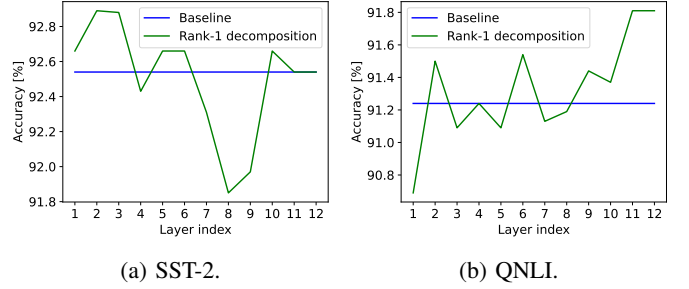 Accuracy [%]
92.8
92.6
92.4
92.2
92.0
91.8
Baseline
Rank-1 decomposition
1 2 3 4 5 6 7 8 9 10 11 12
Layer index
(a) SST-2.
Accuracy [%]
91.8
91.6
91.4
91.2
91.0
90.8
Baseline
Rank-1 decomposition
1 2 3 4 5 6 7 8 9 10 11 12
Layer index
(b) QNLI.